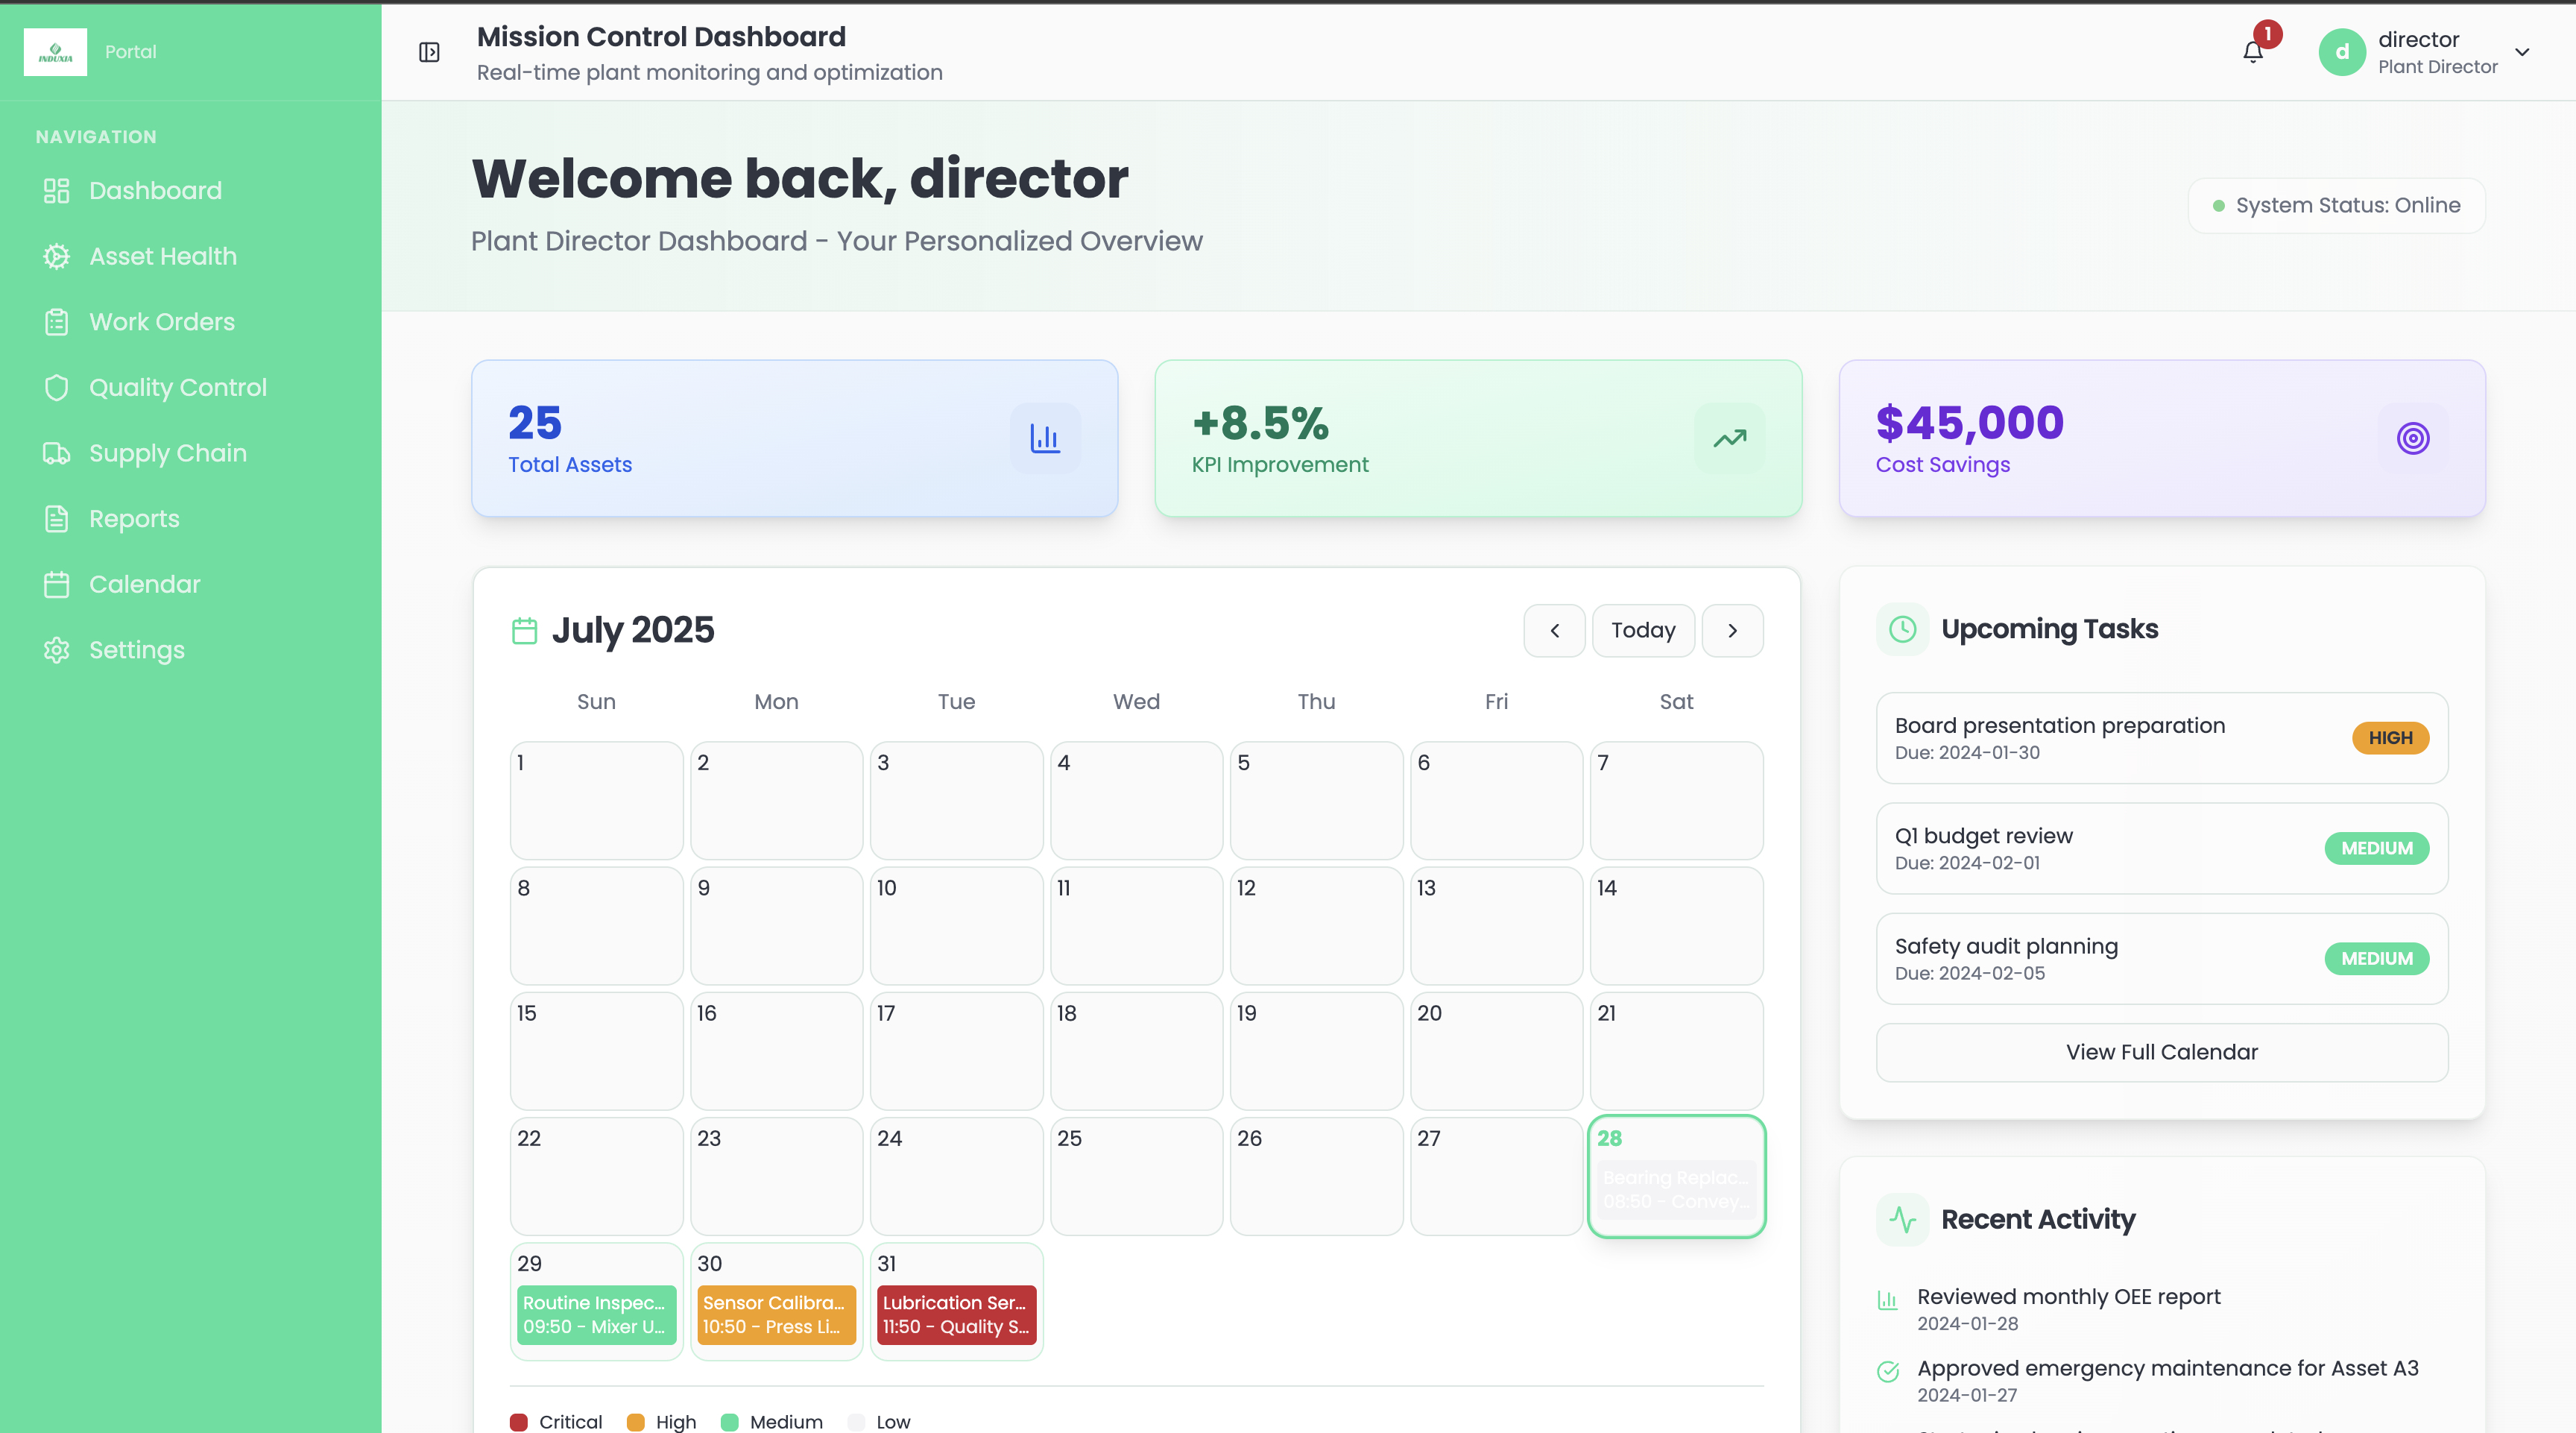 INDUXIA
Portal
NAVIGATION
Dashboard
Asset Health
Work Orders
Quality Control
Supply Chain
Reports
Calendar
Settings
Mission Control Dashboard
Real-time plant monitoring and optimization
1
d
director
Plant Director
Welcome back, director
Plant Director Dashboard - Your Personalized Overview
System Status: Online
25
Total Assets
+8.5%
KPI Improvement
$45,000
Cost Savings
July 2025
Today
Sun Mon Tue Wed Thu Fri Sat
1 2 3 4 5 6 7
8 9 10 11 12 13 14
15 16 17 18 19 20 21
22 23 24 25 26 27 28
Bearing Replac...
08:50 - Convey...
29 30 31
Routine Inspec... Sensor Calibra... Lubrication Ser...
09:50 - Mixer U... 10:50 - Press Li... 11:50 - Quality S...
Critical High Medium Low
Upcoming Tasks
Board presentation preparation
Due: 2024-01-30
HIGH
Q1 budget review
Due: 2024-02-01
MEDIUM
Safety audit planning
Due: 2024-02-05
MEDIUM
View Full Calendar
Recent Activity
Reviewed monthly OEE report
2024-01-28
Approved emergency maintenance for Asset A3
2024-01-27